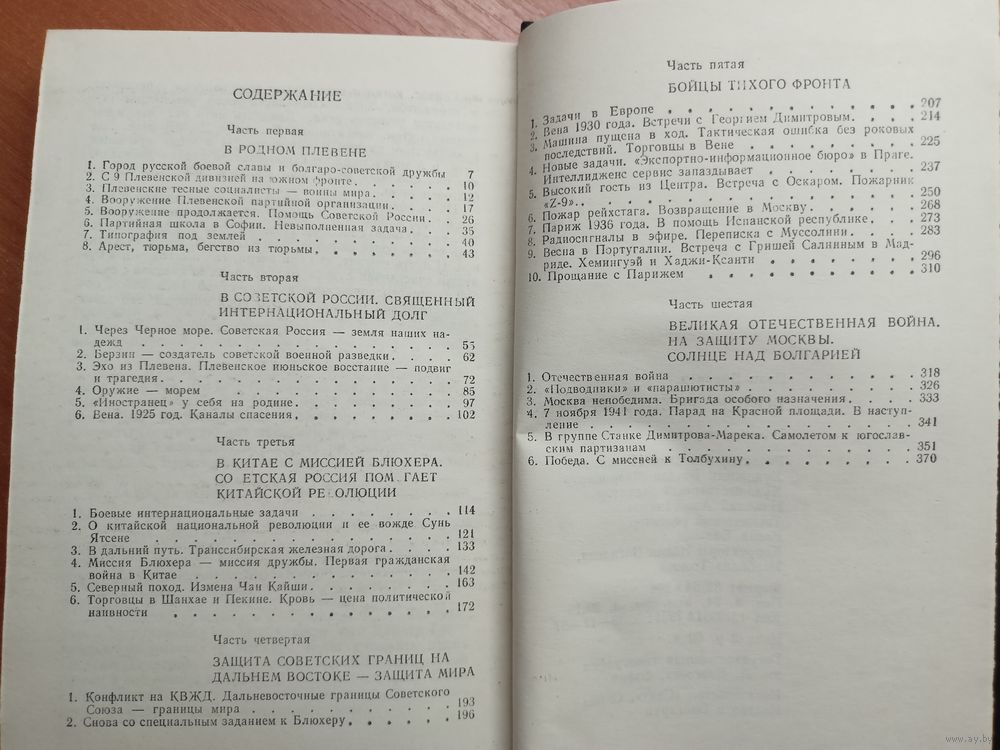 СОДЕРЖАНИЕ
Часть первая
В РОДНОМ ПЛЕВЕНЕ
1. Город русской боевой славы и болгаро-советской дружбы 7
2. С 9 Плевенской дивизией на южном фронте. . . . . . 10
3. Плевенские тесные социалисты — воины мира. . . . . 12
4. Вооружение Плевенской партийной организации. . . . . 17
5. Вооружение продолжается. Помощь Советской России. . . 26
6. Партийная школа в Софии. Невыполненная задача. . . . 35
7. Типография под землей . . . . . . . . . 40
8. Арест, тюрьма, бегство из тюрьмы. . . . . . . 43
Часть вторая
В СОВЕТСКОЙ РОССИИ. СВЯЩЕННЫЙ
ИНТЕРНАЦИОНАЛЬНЫЙ ДОЛГ
1. Через Черное море. Советская Россия — земля наших на-
дежд . . . . . . . . . . . . . 55
2. Берзин — создатель советской военной разведки. . . . . 62
3. Эхо из Плевена. Плевенское июньское восстание — подвиг
и трагедия. . . . . . . . . . . . 72
4. Оружие — морем . . . . . . . . . . 85
5. «Иностранец» у себя на родине. . . . . . . . 97
6. Вена. 1925 год. Каналы спасения. . . . . . . . 102
Часть третья
В КИТАЕ С МИССИЕЙ БЛЮХЕРА.
СО ЕТСКАЯ РОССИЯ ПОМ ГАЕТ
КИТАЙСКОЙ РЕ ОЛЮЦИИ
1. Боевые интернациональные задачи . . . . . . . 114
2. О китайской национальной революции и ее вожде Сунь
Ятсене . . . . . . . . . . . . 121
3. В дальний путь. Транссибирская железная дорога. . . . 133
4. Миссия Блюхера — миссия дружбы. Первая гражданская
война в Китае . . . . . . . . . . 142
5. Северный поход. Измена Чан Кайши. . . . . . . 163
6. Торговцы в Шанхае и Пекине. Кровь — цена политической
наивности . . . . . . . . . . . 172
Часть четвертая
ЗАЩИТА СОВЕТСКИХ ГРАНИЦ НА
ДАЛЬНЕМ ВОСТОКЕ — ЗАЩИТА МИРА
1. Конфликт на КВЖД. Дальневосточные границы Советского
Союза — границы мира . . . . . . . . . 193
2. Снова со специальным заданием к Блюхеру. . . . . . 196
Часть пятая
БОЙЦЫ ТИХОГО ФРОНТА
1. Задачи в Европе . . . . . . . . . . 207
2. Вена 1930 года. Встречи с Георгием Димитровым. . . . 214
3. Машина пущена в ход. Тактическая ошибка без роковых
последствий. Торговцы в Вене . . . . . . . 225
4. Новые задачи. «Экспортно-информационное бюро» в Праге.
Интеллидженс сервис запаздывает . . . . . . 237
5. Высокий гость из Центра. Встреча с Оскаром. Пожарник
«Z-9». . . . . . . . . . . . . 250
6. Пожар рейхстага. Возвращение в Москву. . . . . . 268
7. Париж 1936 года. В помощь Испанской республике. . . . 273
8. Радиосигналы в эфире. Переписка с Муссолини. . . . . 283
9. Весна в Португалии. Встреча с Гришей Салниным в Мад-
риде. Хемингуэй и Хаджи-Ксанти . . . . . . 296
10. Прощание с Парижем . . . . . . . . . 310
Часть шестая
ВЕЛИКАЯ ОТЕЧЕСТВЕННАЯ ВОЙНА.
НА ЗАЩИТУ МОСКВЫ.
СОЛНЦЕ НАД БОЛГАРИЕЙ
1. Отечественная война . . . . . . . . . 318
2. «Подводники» и «парашютисты» . . . . . . . 326
3. Москва непобедима. Бригада особого назначения. . . . . 333
4. 7 ноября 1941 года. Парад на Красной площади. В наступ-
ление . . . . . . . . . . . . 341
5. В группе Станке Димитрова-Марека. Самолетом к югослав-
ским партизанам . . . . . . . . . 351
6. Победа. С миссией к Толбухину. . . . . . . . 370
www.ay.by